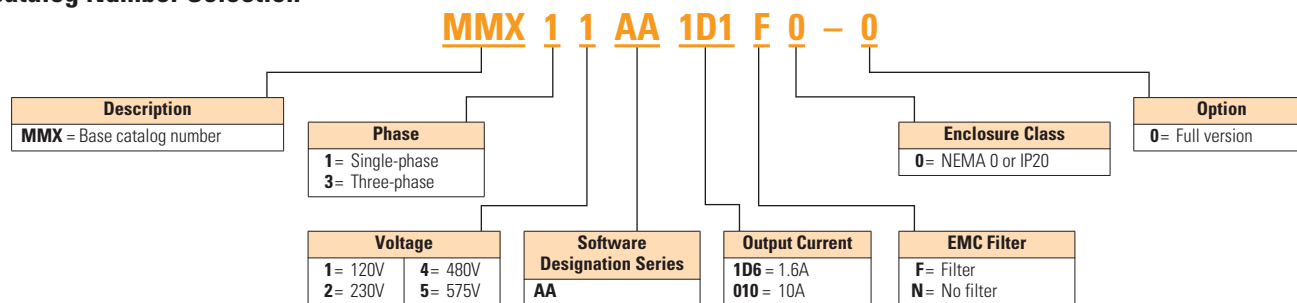 MMX 1 1 AA 1D1 F 0 – 0
Description
MMX = Base catalog number
Phase
1 = Single-phase
3 = Three-phase
Enclosure Class
0 = NEMA 0 or IP20
Option
0 = Full version
Voltage
1 = 120V
2 = 230V
4 = 480V
5 = 575V
Software
Designation Series
AA
Output Current
1D6 = 1.6A
010 = 10A
EMC Filter
F = Filter
N = No filter